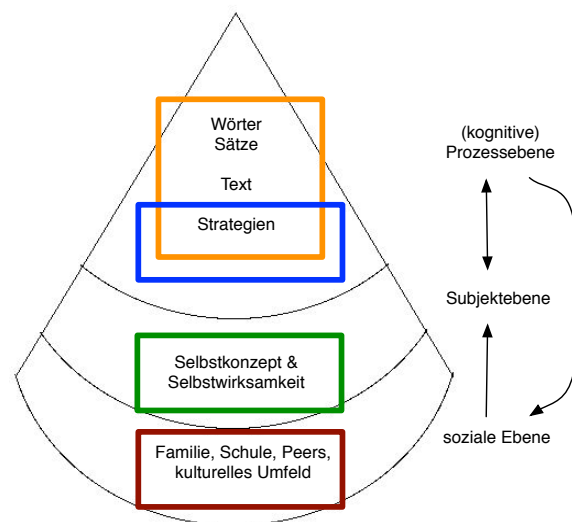 Wörter
Sätze
Text
Strategien
Selbstkonzept &
Selbstwirksamkeit
Familie, Schule, Peers,
kulturelles Umfeld
(kognitive)
Prozessebene
Subjektebene
soziale Ebene